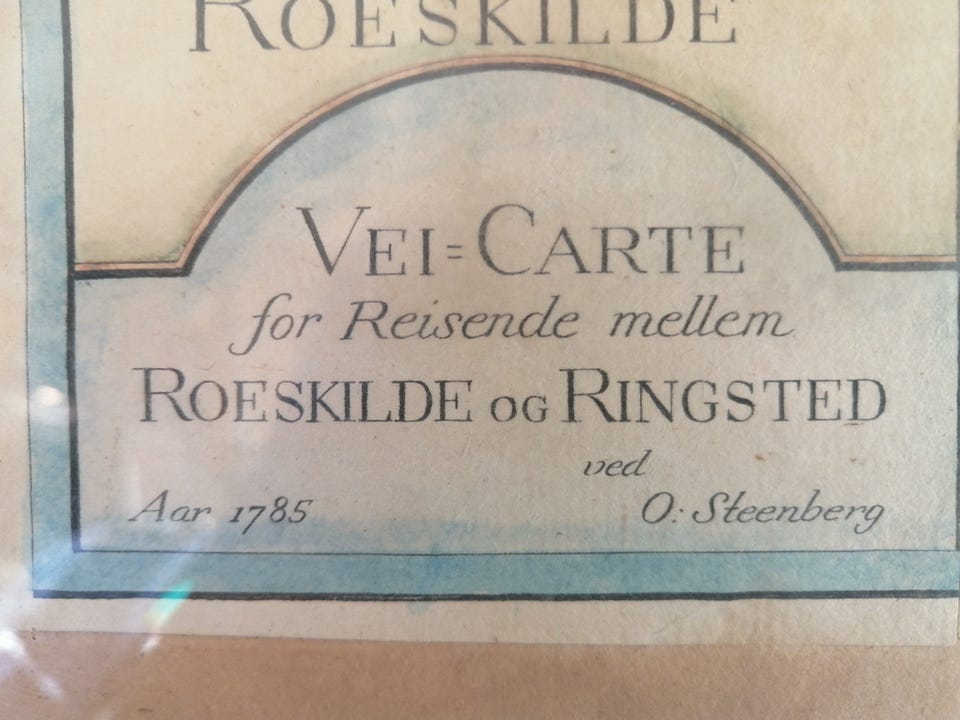 ROESKILDE
VEI=CARTE
for Reisende mellem
ROESKILDE OG RINGSTED
ved
Aar 1785 O: Steenberg